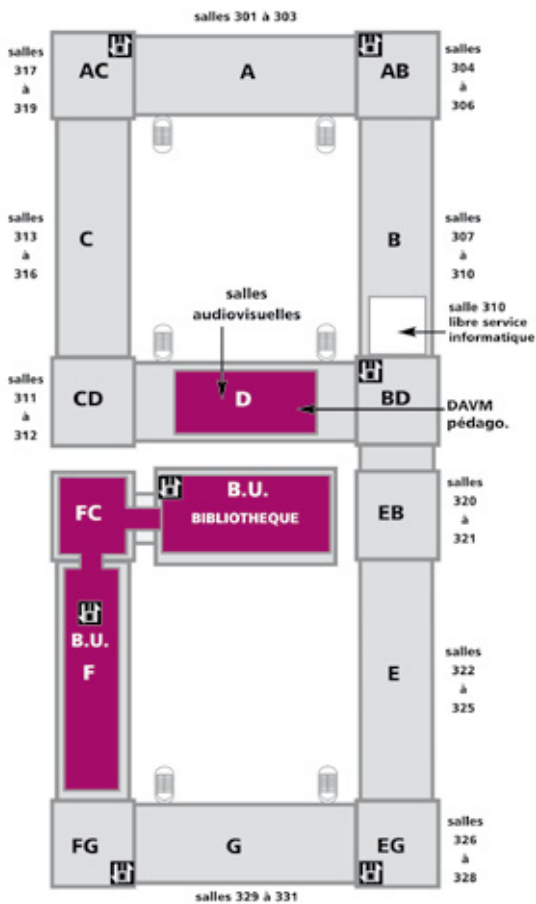 salles 301 à 303
salles
317
à
319
AC
A
AB
salles
304
à
306
salles
313
à
316
C
B
salles
307
à
310
salles
audiovisuelles
salle 310
libre service
informatique
salles
311
à
312
CD
D
BD
DAVM
pédago.
FC
B.U.
BIBLIOTHEQUE
EB
salles
320
à
321
B.U.
F
E
salles
322
à
325
FG
G
EG
salles
326
à
328
salles 329 à 331